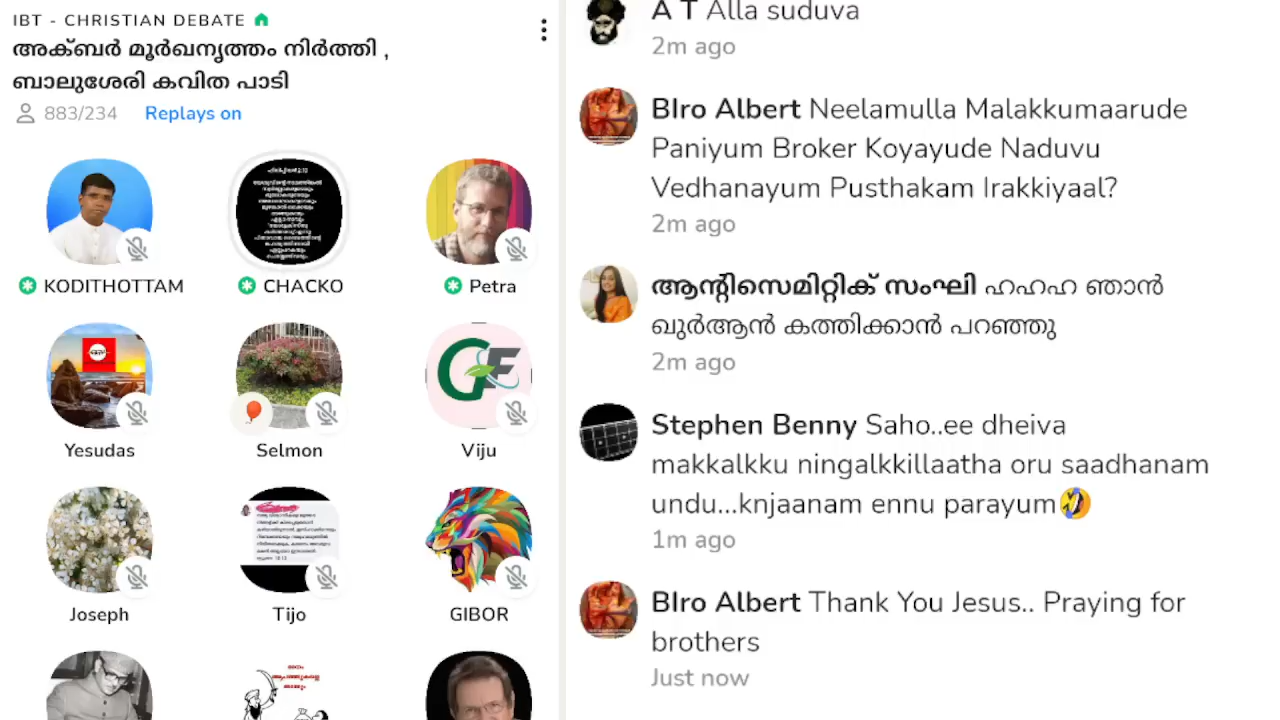 IBT - CHRISTIAN DEBATE
അക്ബർ മൂർഖനൃത്തം നിർത്തി ,
ബാലുശേരി കവിത പാടി
883/234 Replays on
KODITHOTTAM CHACKO Petra
Yesudas Selmon Viju
Joseph Tijo GIBOR
A T Alla suduva
2m ago
BIro Albert Neelamulla Malakkumaarude
Paniyum Broker Koyayude Naduvu
Vedhanayum Pusthakam Irakkiyaal?
2m ago
ആന്റിസെമിറ്റിക് സംഘി ഹഹഹ ഞാൻ
ഖുർആൻ കത്തിക്കാൻ പറഞ്ഞു
2m ago
Stephen Benny Saho..ee dheiva
makkalkku ningalkkillaatha oru saadhanam
undu...knjaanam ennu parayum🤣
1m ago
BIro Albert Thank You Jesus.. Praying for
brothers
Just now